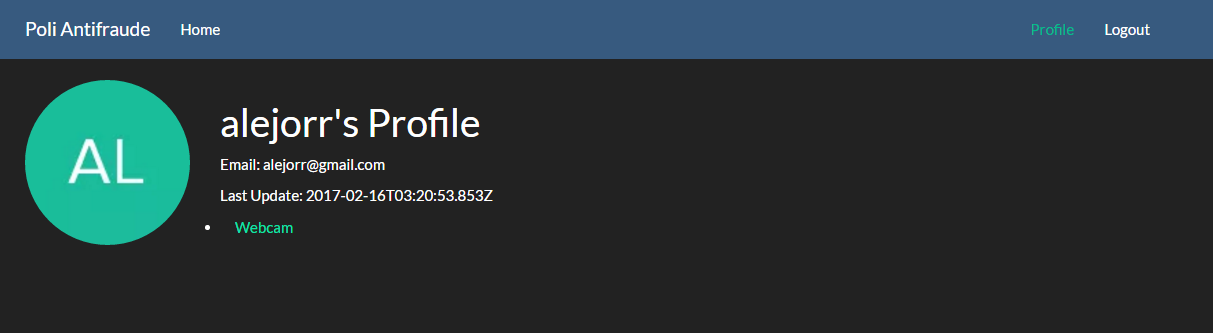 Poli Antifraude Home Profile Logout
AL
alejorr's Profile
Email: alejorr@gmail.com
Last Update: 2017-02-16T03:20:53.853Z
Webcam